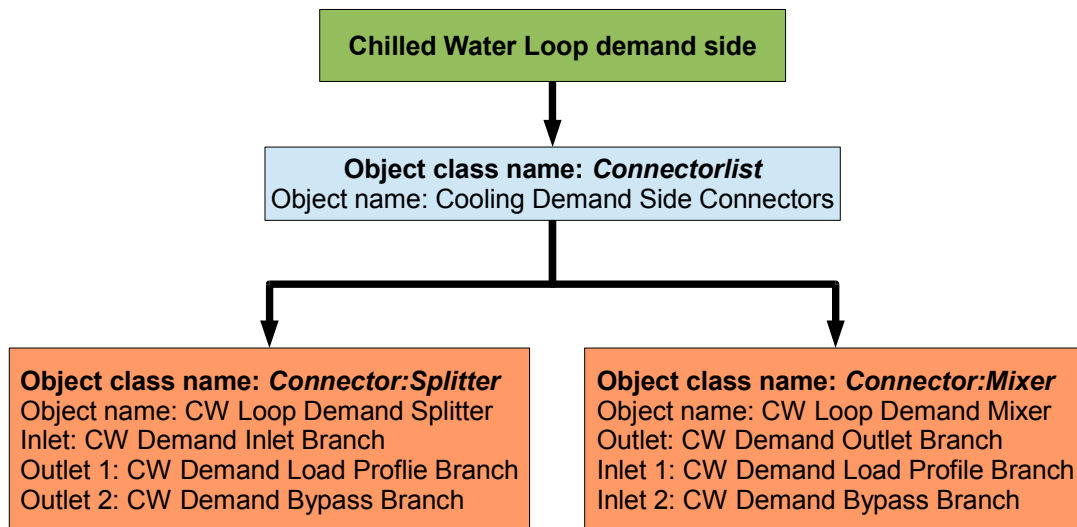 Chilled Water Loop demand side
Object class name: Connectorlist
Object name: Cooling Demand Side Connectors
Object class name: Connector:Splitter
Object name: CW Loop Demand Splitter
Inlet: CW Demand Inlet Branch
Outlet 1: CW Demand Load Proflie Branch
Outlet 2: CW Demand Bypass Branch
Object class name: Connector:Mixer
Object name: CW Loop Demand Mixer
Outlet: CW Demand Outlet Branch
Inlet 1: CW Demand Load Profile Branch
Inlet 2: CW Demand Bypass Branch